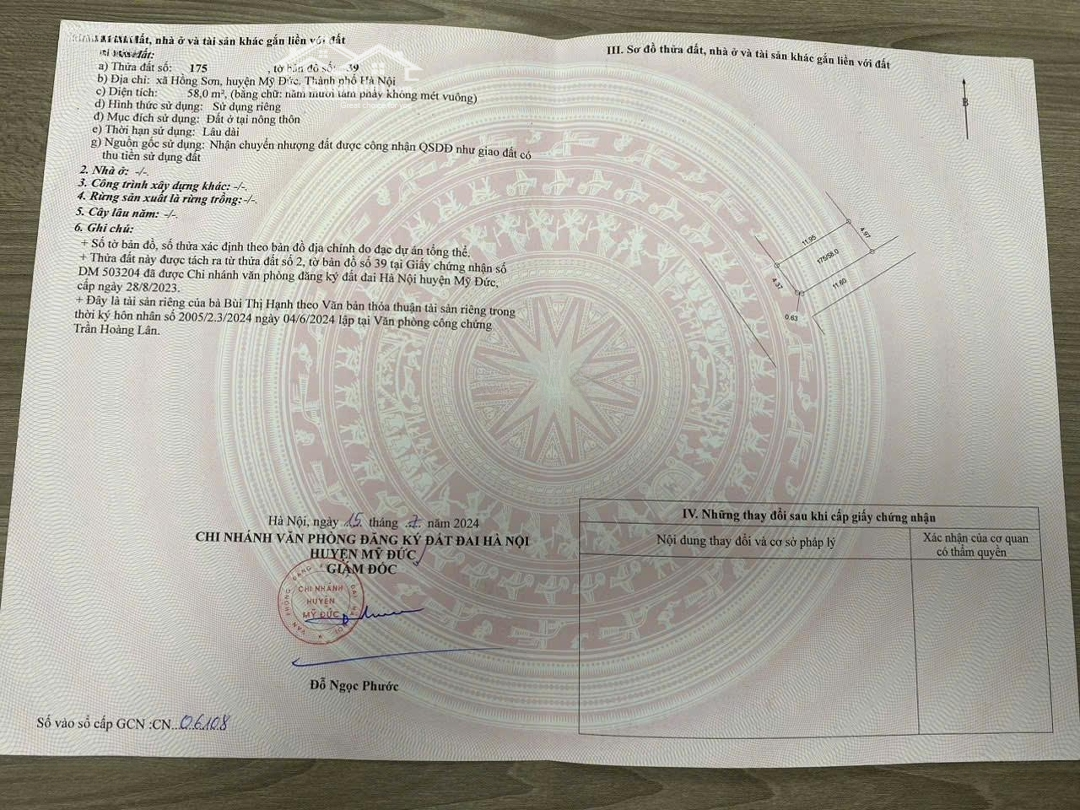 đất, nhà ở và tài sản khác gắn liền với đất
a) Thửa đất số: 175 , tờ bản đồ số: 39
b) Địa chỉ: xã Hồng Sơn, huyện Mỹ Đức, Thành phố Hà Nội
c) Diện tích: 58,0 m², (bằng chữ: năm mươi tám phảy không mét vuông)
d) Hình thức sử dụng: Sử dụng riêng
đ) Mục đích sử dụng: Đất ở tại nông thôn
e) Thời hạn sử dụng: Lâu dài
g) Nguồn gốc sử dụng: Nhận chuyển nhượng đất được công nhận QSDĐ như giao đất có
thu tiền sử dụng đất
2. Nhà ở: -/-.
3. Công trình xây dựng khác: -/-.
4. Rừng sản xuất là rừng trồng: -/-.
5. Cây lâu năm: -/-.
6. Ghi chú:
+ Số tờ bản đồ, số thửa xác định theo bản đồ địa chính đo đạc dự án tổng thể.
+ Thửa đất này được tách ra từ thửa đất số 2, tờ bản đồ số 39 tại Giấy chứng nhận số
DM 503204 đã được Chi nhánh văn phòng đăng ký đất đai Hà Nội huyện Mỹ Đức,
cấp ngày 28/8/2023.
+ Đây là tài sản riêng của bà Bùi Thị Hạnh theo Văn bản thỏa thuận tài sản riêng trong
thời kỳ hôn nhân số 2005/2.3/2024 ngày 04/6/2024 lập tại Văn phòng công chứng
Trần Hoàng Lân.
Hà Nội, ngày 15 tháng 7 năm 2024
CHI NHÁNH VĂN PHÒNG ĐĂNG KÝ ĐẤT ĐAI HÀ NỘI
HUYỆN MỸ ĐỨC
GIÁM ĐỐC
CHI NHÁNH
HUYỆN
MỸ ĐỨC
Đỗ Ngọc Phước
Số vào sổ cấp GCN :CN...06108
III. Sơ đồ thửa đất, nhà ở và tài sản khác gắn liền với đất
B
11.95
4.97
175/58.0
4.37
11.60
0.63
IV. Những thay đổi sau khi cấp giấy chứng nhận
Nội dung thay đổi và cơ sở pháp lý
Xác nhận của cơ quan
có thẩm quyền